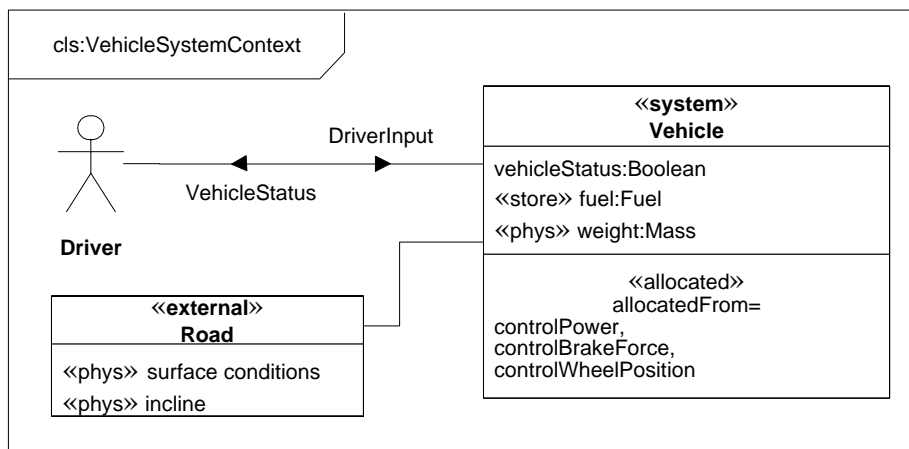 cls:VehicleSystemContext
DriverInput
VehicleStatus
Driver
«system»
Vehicle
vehicleStatus:Boolean
«store» fuel:Fuel
«phys» weight:Mass
«allocated»
allocatedFrom=
controlPower,
controlBrakeForce,
controlWheelPosition
«external»
Road
«phys» surface conditions
«phys» incline